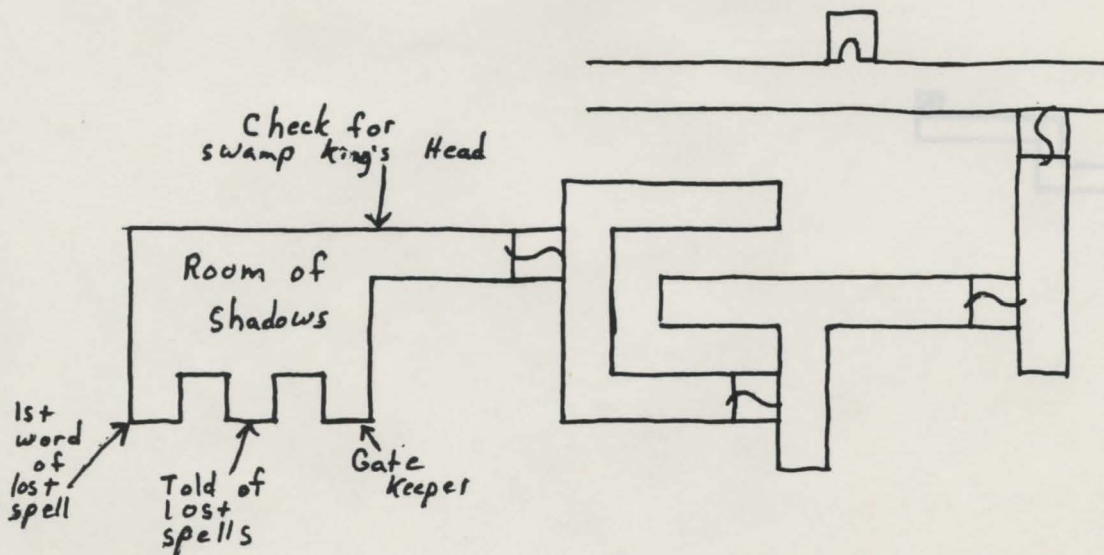 Check for
swamp king's Head
Room of
Shadows
1st
word
of
lost
spell
Told of
lost
spells
Gate
keeper